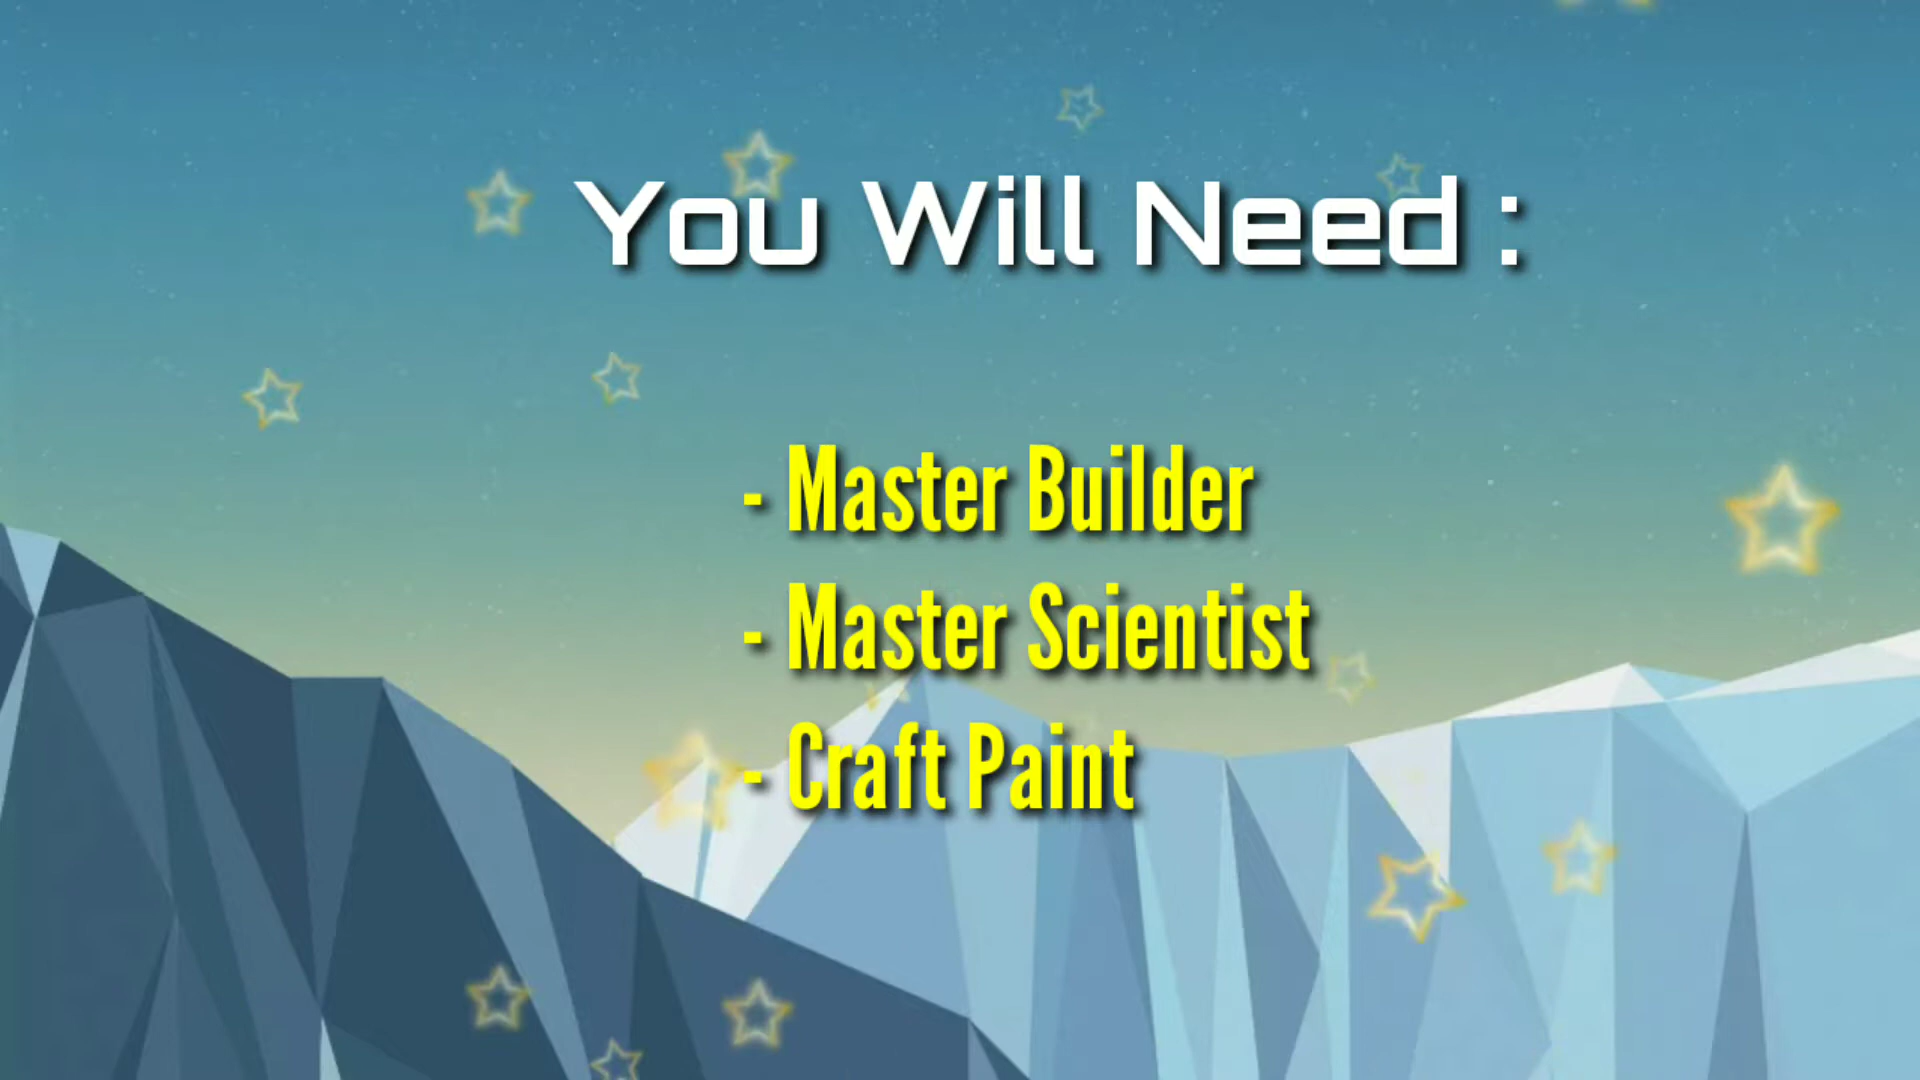 You Will Need :
- Master Builder
- Master Scientist
- Craft Paint